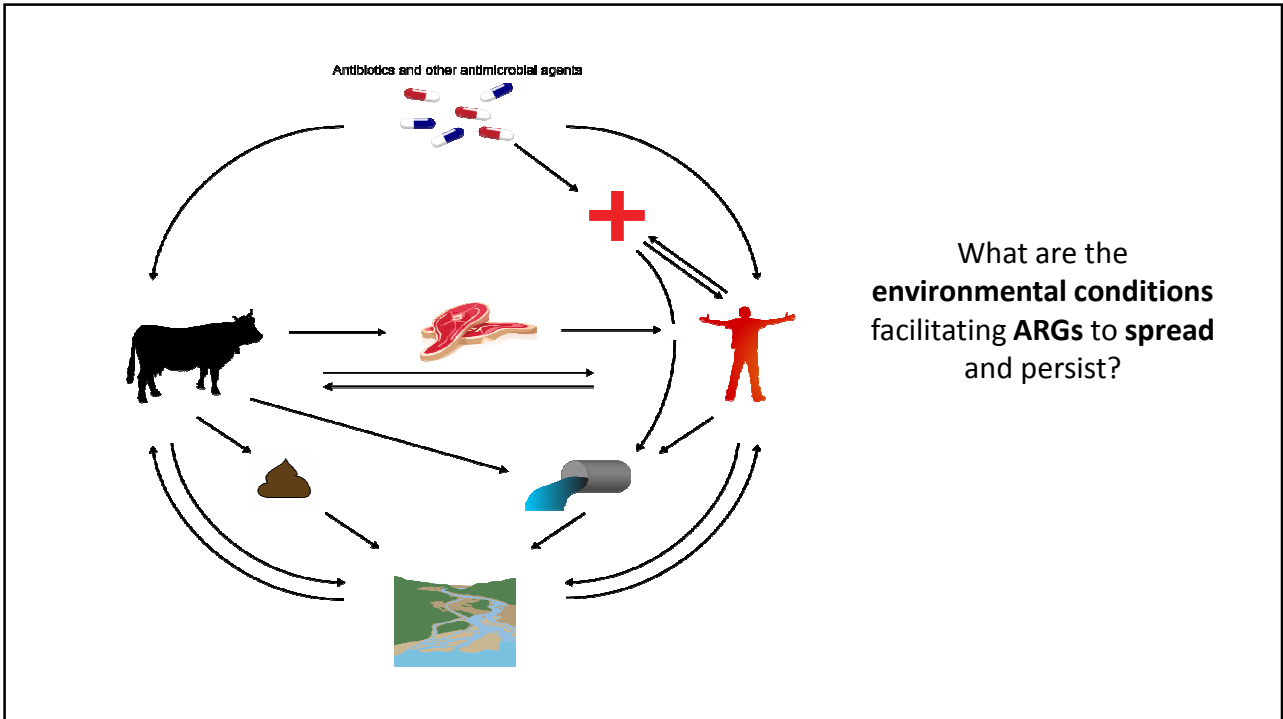 Antibiotics and other antimicrobial agents
What are the
environmental conditions
facilitating ARGs to spread
and persist?